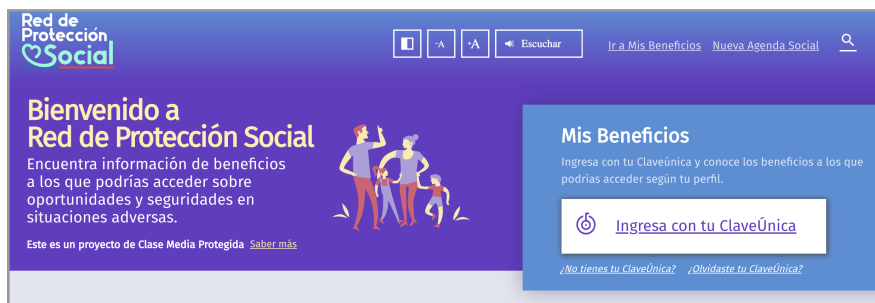 Red de
Protección
Social
-A
+A
Escuchar
Ir a Mis Beneficios
Nueva Agenda Social
Bienvenido a
Red de Protección Social
Encuentra información de beneficios
a los que podrías acceder sobre
oportunidades y seguridades en
situaciones adversas.
Este es un proyecto de Clase Media Protegida Saber más
Mis Beneficios
Ingresa con tu Claveúnica y conoce los beneficios a los que
podrías acceder según tu perfil.
Ingresa con tu ClaveÚnica
¿No tienes tu ClaveÚnica? ¿Olvidaste tu ClaveÚnica?